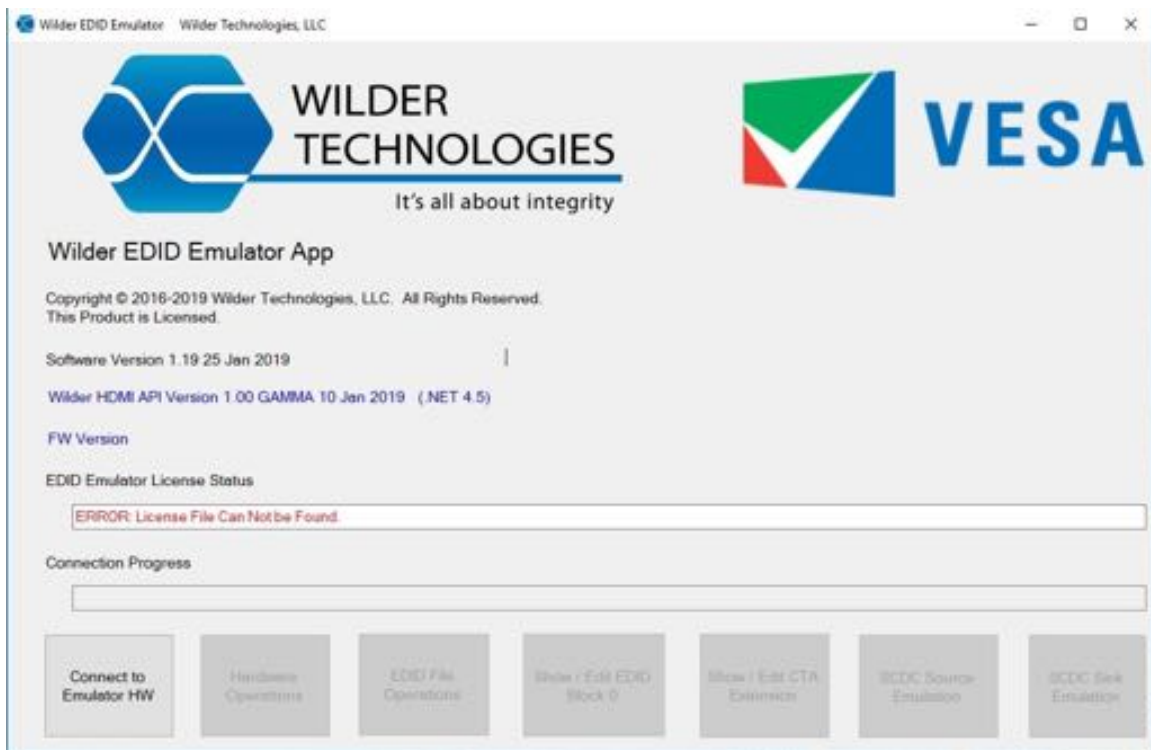 Wilder EDID Emulator    Wilder Technologies, LLC
WILDER
TECHNOLOGIES
It's all about integrity
VESA
Wilder EDID Emulator App
Copyright © 2016-2019 Wilder Technologies, LLC.  All Rights Reserved.
This Product is Licensed.
Software Version 1.19 25 Jan 2019
Wilder HDMI API Version 1.00 GAMMA 10 Jan 2019   (.NET 4.5)
FW Version
EDID Emulator License Status
ERROR: License File Can Not be Found.
Connection Progress
Connect to
Emulator HW
Hardware
Operations
EDID File
Operations
Show / Edit EDID
Block 0
Show / Edit CTA
Extension
SCDC Source
Emulation
SCDC Sink
Emulation